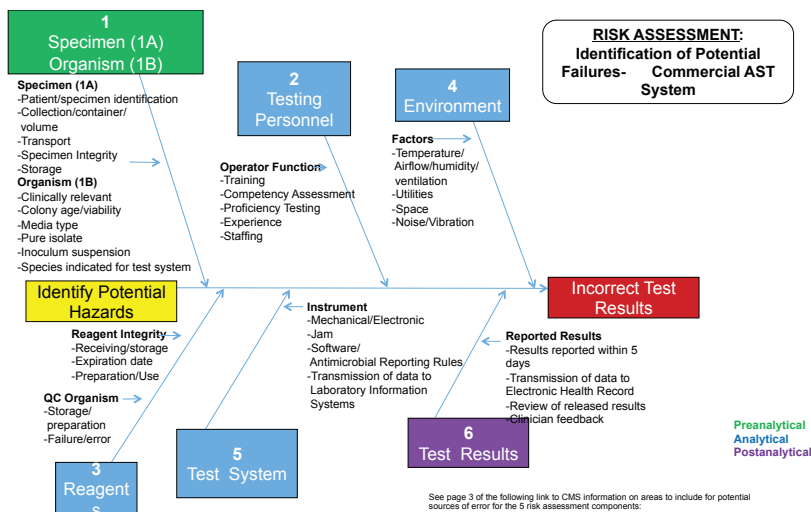 1
Specimen (1A)
Organism (1B)
RISK ASSESSMENT:
Identification of Potential
Failures- Commercial AST
System
2
Testing
Personnel
4
Environment
Specimen (1A)
-Patient/specimen identification
-Collection/container/
volume
-Transport
-Specimen Integrity
-Storage
Organism (1B)
-Clinically relevant
-Colony age/viability
-Media type
-Pure isolate
-Inoculum suspension
-Species indicated for test system
Operator Function
-Training
-Competency Assessment
-Proficiency Testing
-Experience
-Staffing
Factors
-Temperature/
Airflow/humidity/
ventilation
-Utilities
-Space
-Noise/Vibration
Identify Potential
Hazards
Incorrect Test
Results
Reagent Integrity
-Receiving/storage
-Expiration date
-Preparation/Use
QC Organism
-Storage/
preparation
-Failure/error
Instrument
-Mechanical/Electronic
-Jam
-Software/
Antimicrobial Reporting Rules
-Transmission of data to
Laboratory Information
Systems
Reported Results
-Results reported within 5
days
-Transmission of data to
Electronic Health Record
-Review of released results
-Clinician feedback
3
Reagent
s
5
Test System
6
Test Results
Preanalytical
Analytical
Postanalytical
See page 3 of the following link to CMS information on areas to include for potential
sources of error for the 5 risk assessment components: